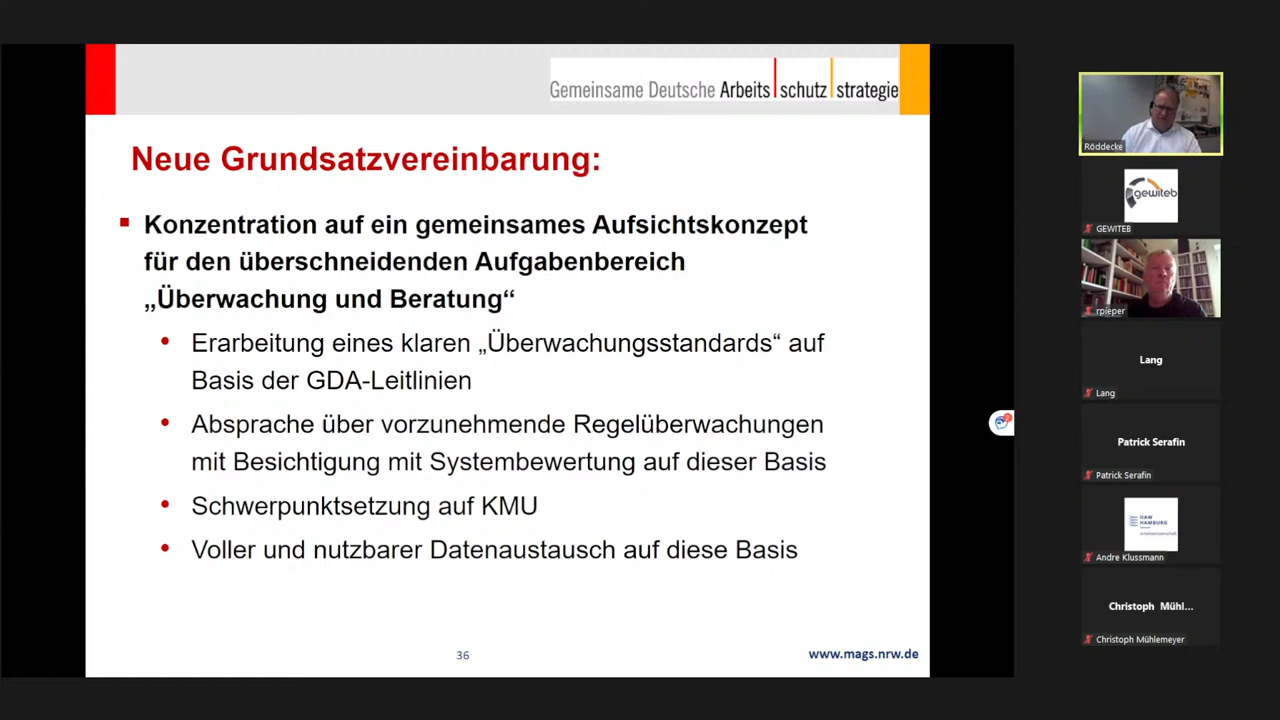 Gemeinsame Deutsche Arbeits schutz strategie
Neue Grundsatzvereinbarung:
Konzentration auf ein gemeinsames Aufsichtskonzept
für den überschneidenden Aufgabenbereich
„Überwachung und Beratung“
Erarbeitung eines klaren „Überwachungsstandards“ auf
Basis der GDA-Leitlinien
Absprache über vorzunehmende Regelüberwachungen
mit Besichtigung mit Systembewertung auf dieser Basis
Schwerpunktsetzung auf KMU
Voller und nutzbarer Datenaustausch auf diese Basis
36
www.mags.nrw.de
Röddecke
gewiteb
GEWITEB
rpieper
Lang
Lang
Patrick Serafin
Patrick Serafin
HAW
HAMBURG
Andre Klussmann
Christoph Mühl...
Christoph Mühlemeyer